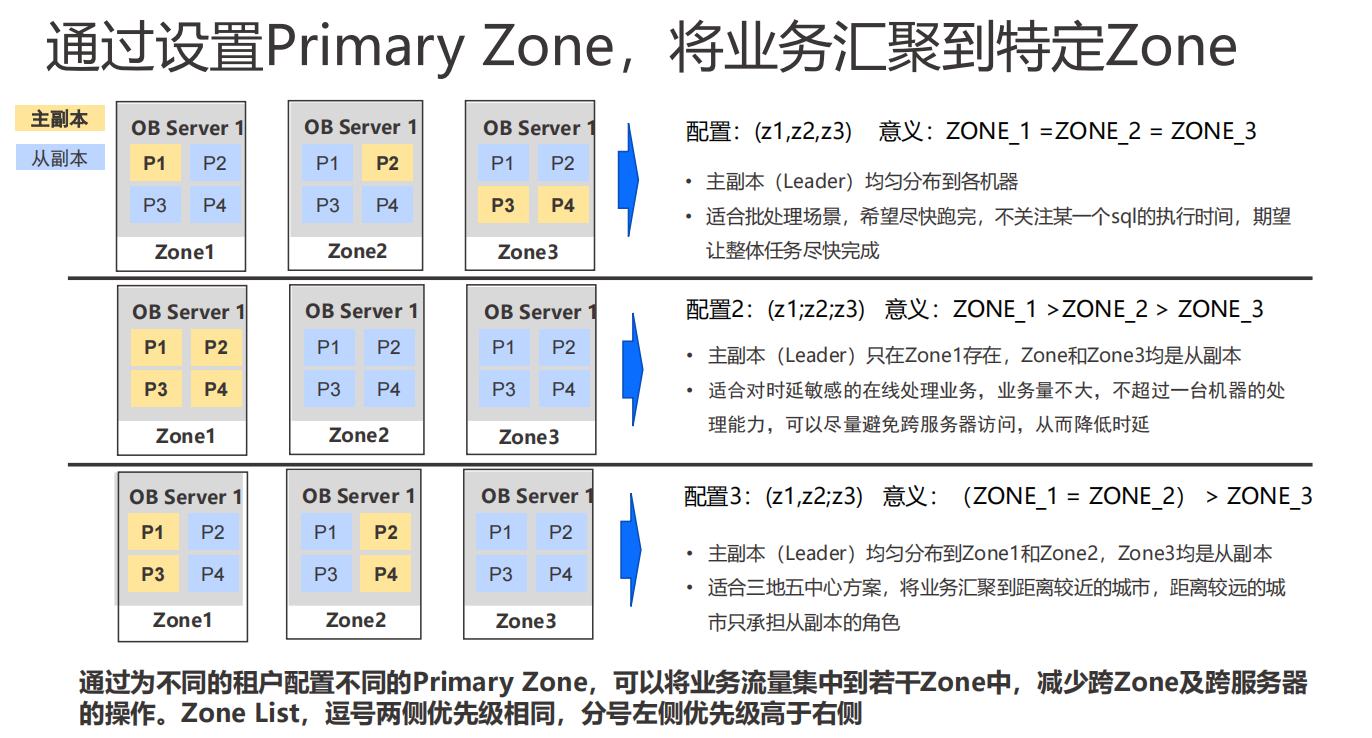 通过设置Primary Zone，将业务汇聚到特定Zone
主副本
从副本
OB Server 1
P1
P2
P3
P4
Zone1
OB Server 1
P1
P2
P3
P4
Zone2
OB Server 1
P1
P2
P3
P4
Zone3
配置：(z1,z2,z3) 意义：ZONE_1 =ZONE_2 = ZONE_3
• 主副本（Leader）均匀分布到各机器
• 适合批处理场景，希望尽快跑完，不关注某一个sql的执行时间，期望
让整体任务尽快完成
OB Server 1
P1
P2
P3
P4
Zone1
OB Server 1
P1
P2
P3
P4
Zone2
OB Server 1
P1
P2
P3
P4
Zone3
配置2：(z1;z2;z3) 意义：ZONE_1 >ZONE_2 > ZONE_3
• 主副本（Leader）只在Zone1存在，Zone和Zone3均是从副本
• 适合对时延敏感的在线处理业务，业务量不大，不超过一台机器的处
理能力，可以尽量避免跨服务器访问，从而降低时延
OB Server 1
P1
P2
P3
P4
Zone1
OB Server 1
P1
P2
P3
P4
Zone2
OB Server 1
P1
P2
P3
P4
Zone3
配置3：(z1,z2;z3) 意义：（ZONE_1 = ZONE_2） > ZONE_3
• 主副本（Leader）均匀分布到Zone1和Zone2，Zone3均是从副本
• 适合三地五中心方案，将业务汇聚到距离较近的城市，距离较远的城
市只承担从副本的角色
通过为不同的租户配置不同的Primary Zone，可以将业务流量集中到若干Zone中，减少跨Zone及跨服务器
的操作。Zone List，逗号两侧优先级相同，分号左侧优先级高于右侧